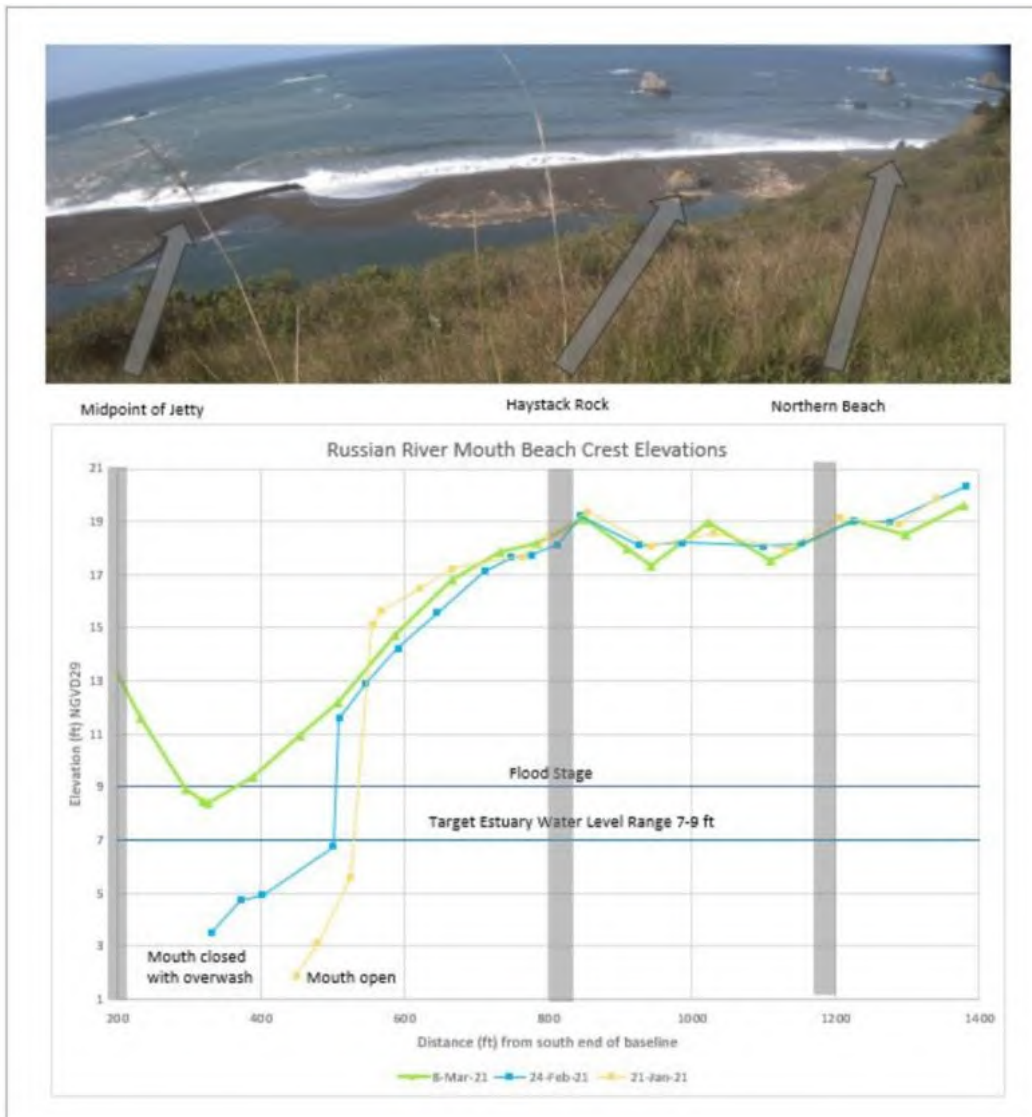 Midpoint of Jetty
Haystack Rock
Northern Beach
Russian River Mouth Beach Crest Elevations
21
19
17
15
13
11
9
7
5
3
1
Elevation (ft) NGVD29
Flood Stage
Target Estuary Water Level Range 7-9 ft
Mouth closed
with overwash
Mouth open
200
400
600
800
1000
1200
1400
Distance (ft) from south end of baseline
8-Mar-21
24-Feb-21
21-Jan-21